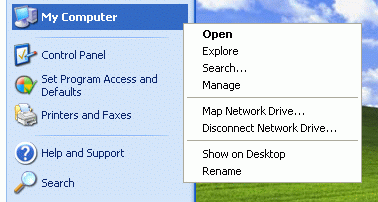 My Computer
Control Panel
Set Program Access and
Defaults
Printers and Faxes
Help and Support
Search
Open
Explore
Search...
Manage
Map Network Drive...
Disconnect Network Drive...
Show on Desktop
Rename